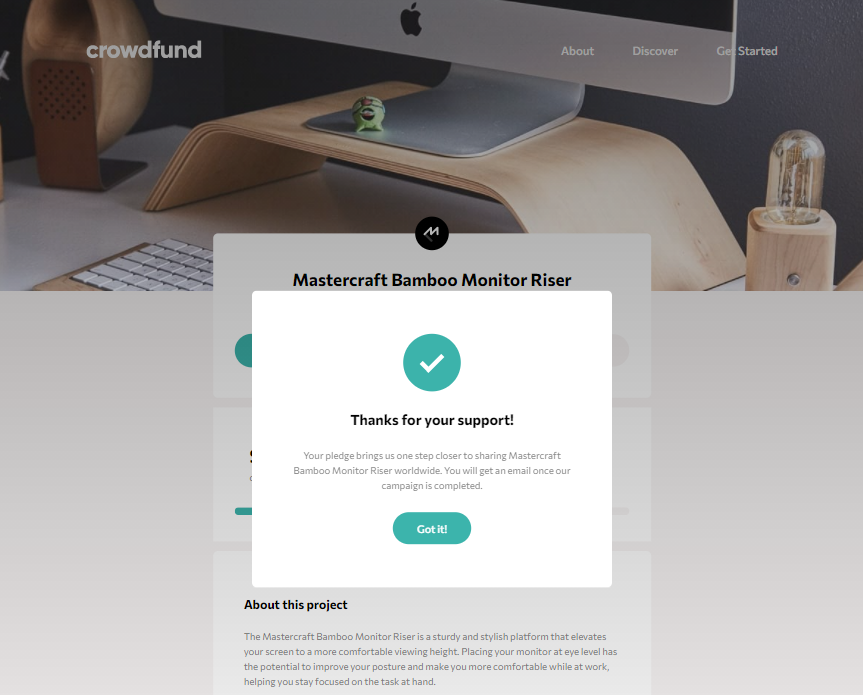 crowdfund
About Discover Get Started
Mastercraft Bamboo Monitor Riser
Thanks for your support!
Your pledge brings us one step closer to sharing Mastercraft
Bamboo Monitor Riser worldwide. You will get an email once our
campaign is completed.
Got it!
About this project
The Mastercraft Bamboo Monitor Riser is a sturdy and stylish platform that elevates
your screen to a more comfortable viewing height. Placing your monitor at eye level has
the potential to improve your posture and make you more comfortable while at work,
helping you stay focused on the task at hand.